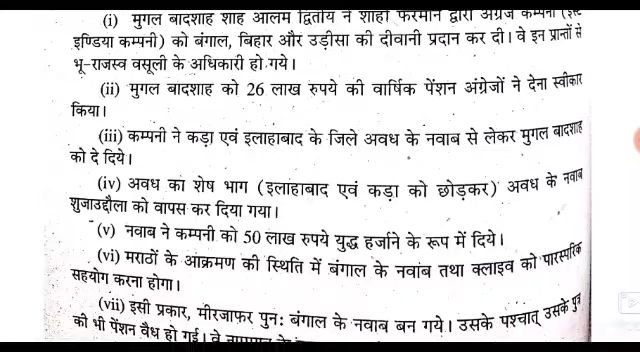 (i) मुगल बादशाह शाह आलम द्वितीय ने शाही फरमान द्वारा अंग्रेज कम्पनी (ईस्ट
इण्डिया कम्पनी) को बंगाल, बिहार और उड़ीसा की दीवानी प्रदान कर दी। वे इन प्रान्तों से
भू-राजस्व वसूली के अधिकारी हो गये।
(ii) मुगल बादशाह को 26 लाख रुपये की वार्षिक पेंशन अंग्रेजों ने देना स्वीकार
किया।
(iii) कम्पनी ने कड़ा एवं इलाहाबाद के जिले अवध के नवाब से लेकर मुगल बादशाह
को दे दिये।
(iv) अवध का शेष भाग (इलाहाबाद एवं कड़ा को छोड़कर) अवध के नवाब
शुजाउद्दौला को वापस कर दिया गया।
(v) नवाब ने कम्पनी को 50 लाख रुपये युद्ध हर्जाने के रूप में दिये।
(vi) मराठों के आक्रमण की स्थिति में बंगाल के नवाब तथा क्लाइव को पारस्परिक
सहयोग करना होगा।
(vii) इसी प्रकार, मीरजाफर पुनः बंगाल के नवाब बन गये। उसके पश्चात् उसके पुत्र
को भी पेंशन वैध हो गई। वे